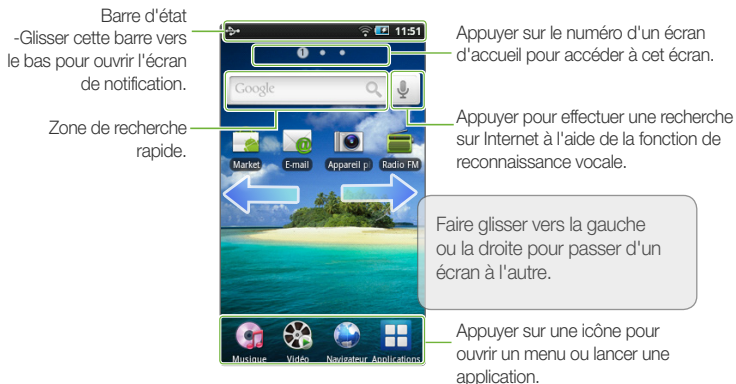 Barre d'état
-Glisser cette barre vers
le bas pour ouvrir l'écran
de notification.
Zone de recherche
rapide.
11:51
1
Google
Market
E-mail
Appareil p
Radio FM
Musique
Vidéo
Navigateur
Applications
Appuyer sur le numéro d'un écran
d'accueil pour accéder à cet écran.
Appuyer pour effectuer une recherche
sur Internet à l'aide de la fonction de
reconnaissance vocale.
Faire glisser vers la gauche
ou la droite pour passer d'un
écran à l'autre.
Appuyer sur une icône pour
ouvrir un menu ou lancer une
application.